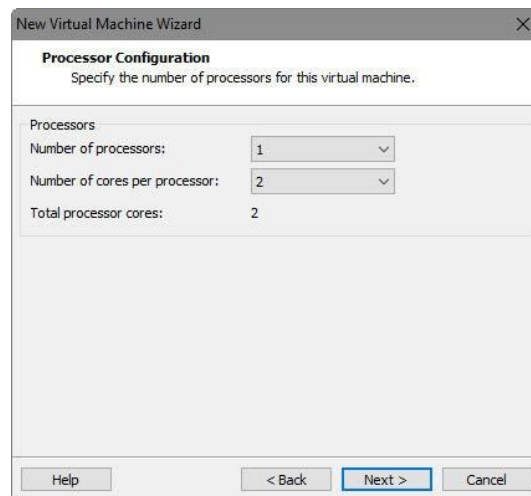 New Virtual Machine Wizard
Processor Configuration
Specify the number of processors for this virtual machine.
Processors
Number of processors: 1
Number of cores per processor: 2
Total processor cores: 2
Help < Back Next > Cancel